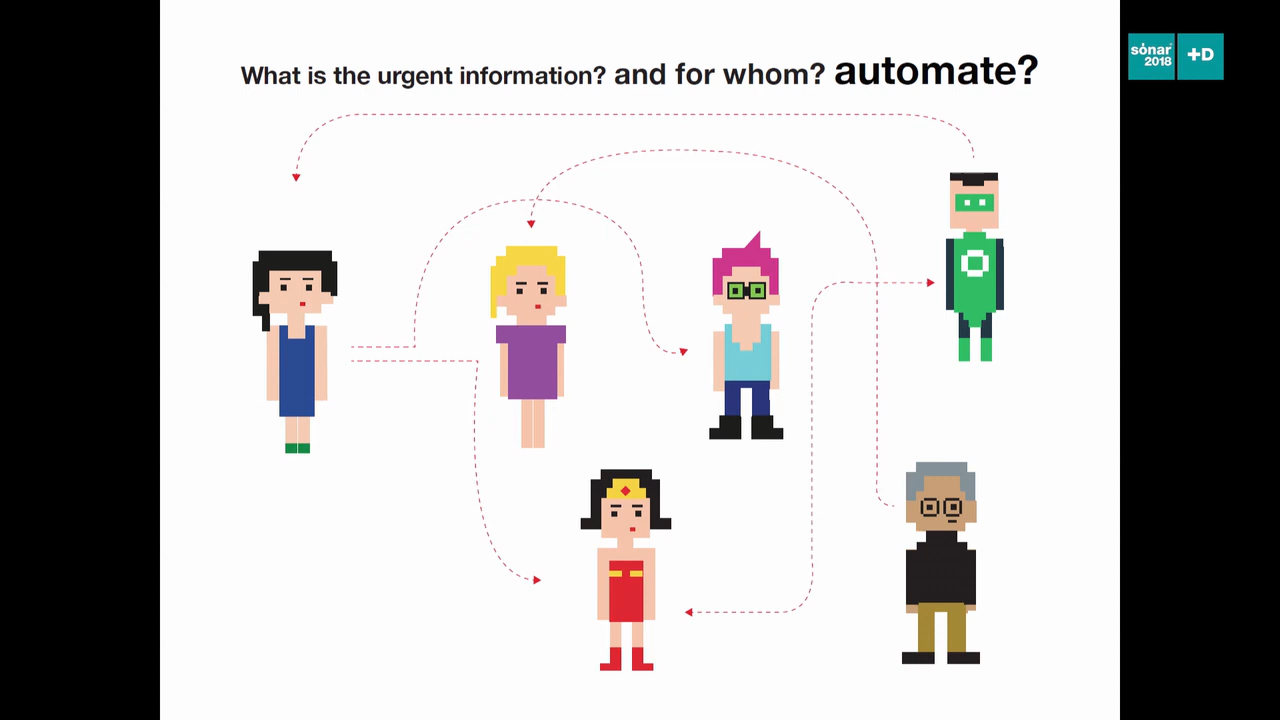 What is the urgent information? and for whom? automate?
sónar
2018
+D